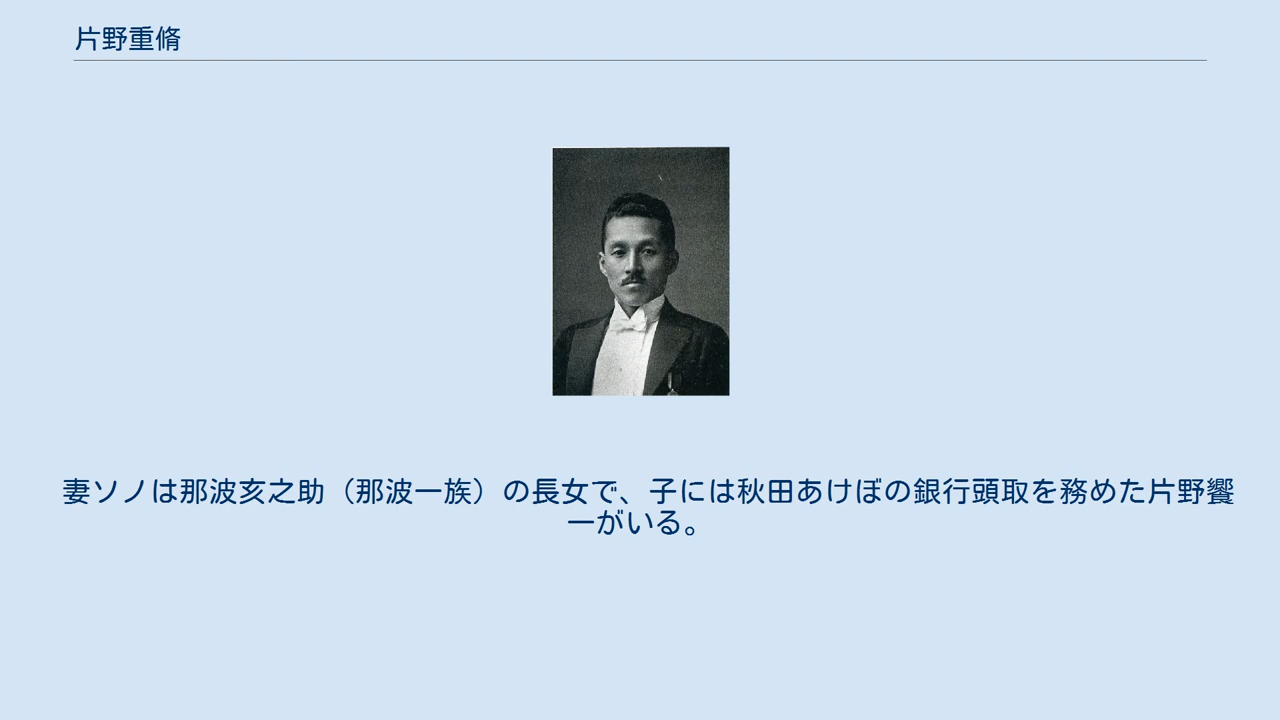 片野重脩
妻ソノは那波亥之助（那波一族）の長女で、子には秋田あけぼの銀行頭取を務めた片野饗
一がいる。